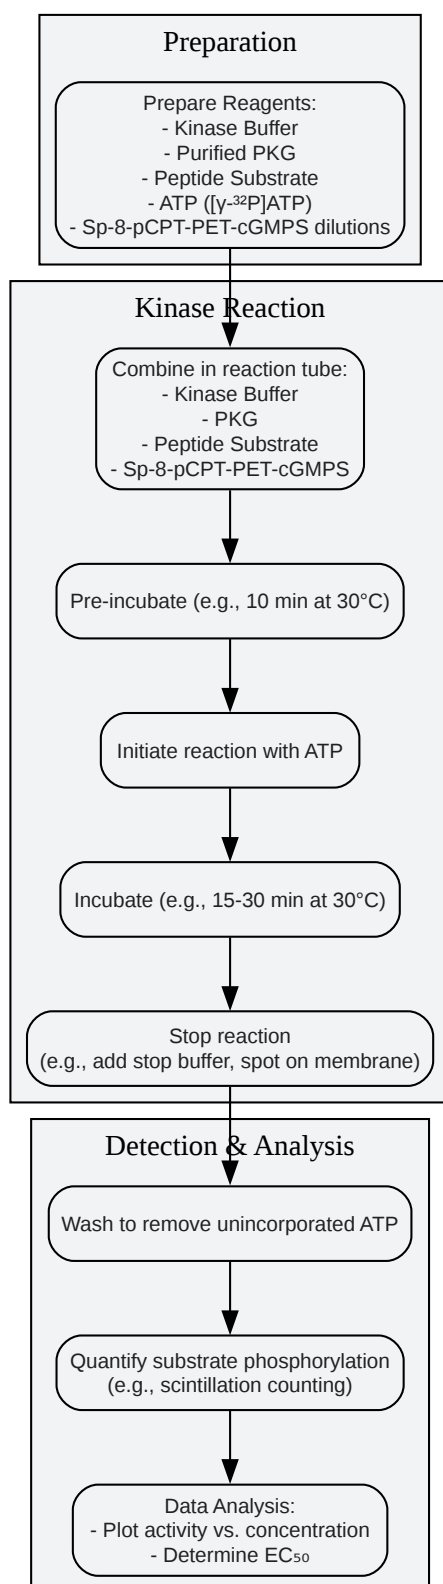 Preparation
Prepare Reagents:
- Kinase Buffer
- Purified PKG
- Peptide Substrate
- ATP ([γ-³²P]ATP)
- Sp-8-pCPT-PET-cGMPS dilutions
Kinase Reaction
Combine in reaction tube:
- Kinase Buffer
- PKG
- Peptide Substrate
- Sp-8-pCPT-PET-cGMPS
Pre-incubate (e.g., 10 min at 30°C)
Initiate reaction with ATP
Incubate (e.g., 15-30 min at 30°C)
Stop reaction
(e.g., add stop buffer, spot on membrane)
Detection & Analysis
Wash to remove unincorporated ATP
Quantify substrate phosphorylation
(e.g., scintillation counting)
Data Analysis:
- Plot activity vs. concentration
- Determine EC₅₀